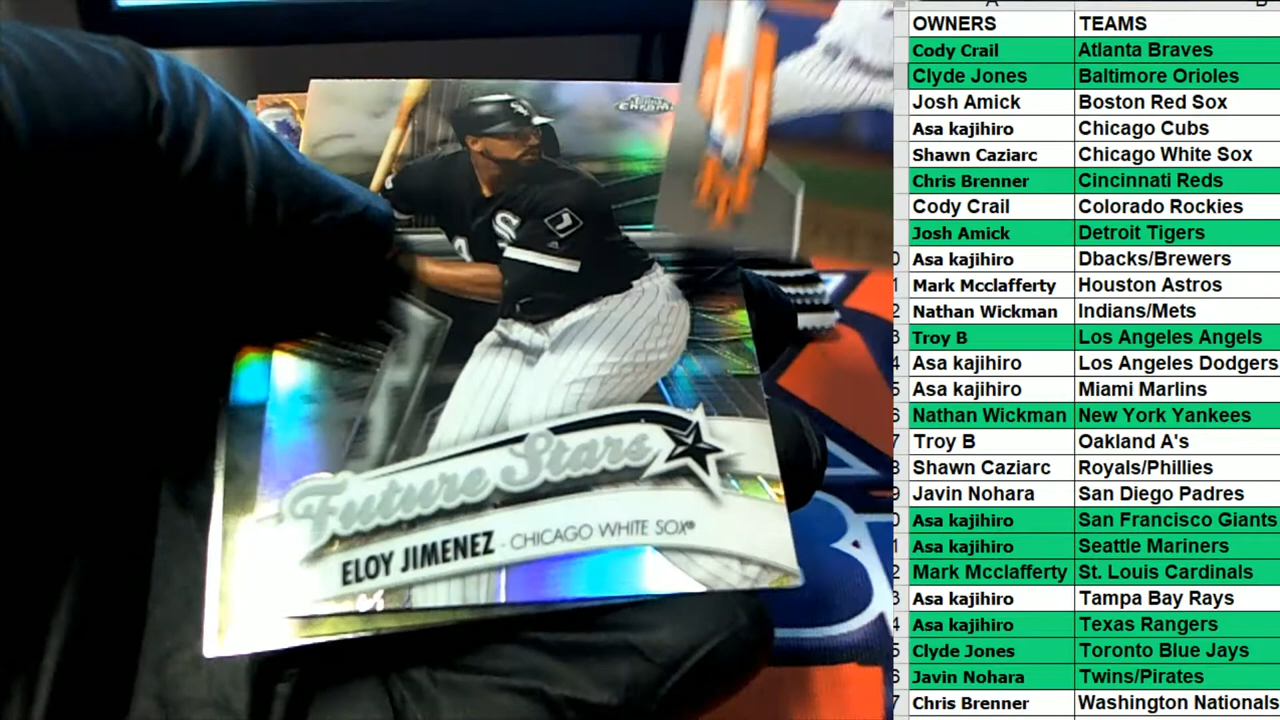 Topps
Chrome
Future Stars
ELOY JIMENEZ - CHICAGO WHITE SOX®
OWNERS TEAMS
Cody Crail Atlanta Braves
Clyde Jones Baltimore Orioles
Josh Amick Boston Red Sox
Asa kajihiro Chicago Cubs
Shawn Caziarc Chicago White Sox
Chris Brenner Cincinnati Reds
Cody Crail Colorado Rockies
Josh Amick Detroit Tigers
Asa kajihiro Dbacks/Brewers
Mark Mcclafferty Houston Astros
Nathan Wickman Indians/Mets
Troy B Los Angeles Angels
Asa kajihiro Los Angeles Dodgers
Asa kajihiro Miami Marlins
Nathan Wickman New York Yankees
Troy B Oakland A's
Shawn Caziarc Royals/Phillies
Javin Nohara San Diego Padres
Asa kajihiro San Francisco Giants
Asa kajihiro Seattle Mariners
Mark Mcclafferty St. Louis Cardinals
Asa kajihiro Tampa Bay Rays
Asa kajihiro Texas Rangers
Clyde Jones Toronto Blue Jays
Javin Nohara Twins/Pirates
Chris Brenner Washington Nationals